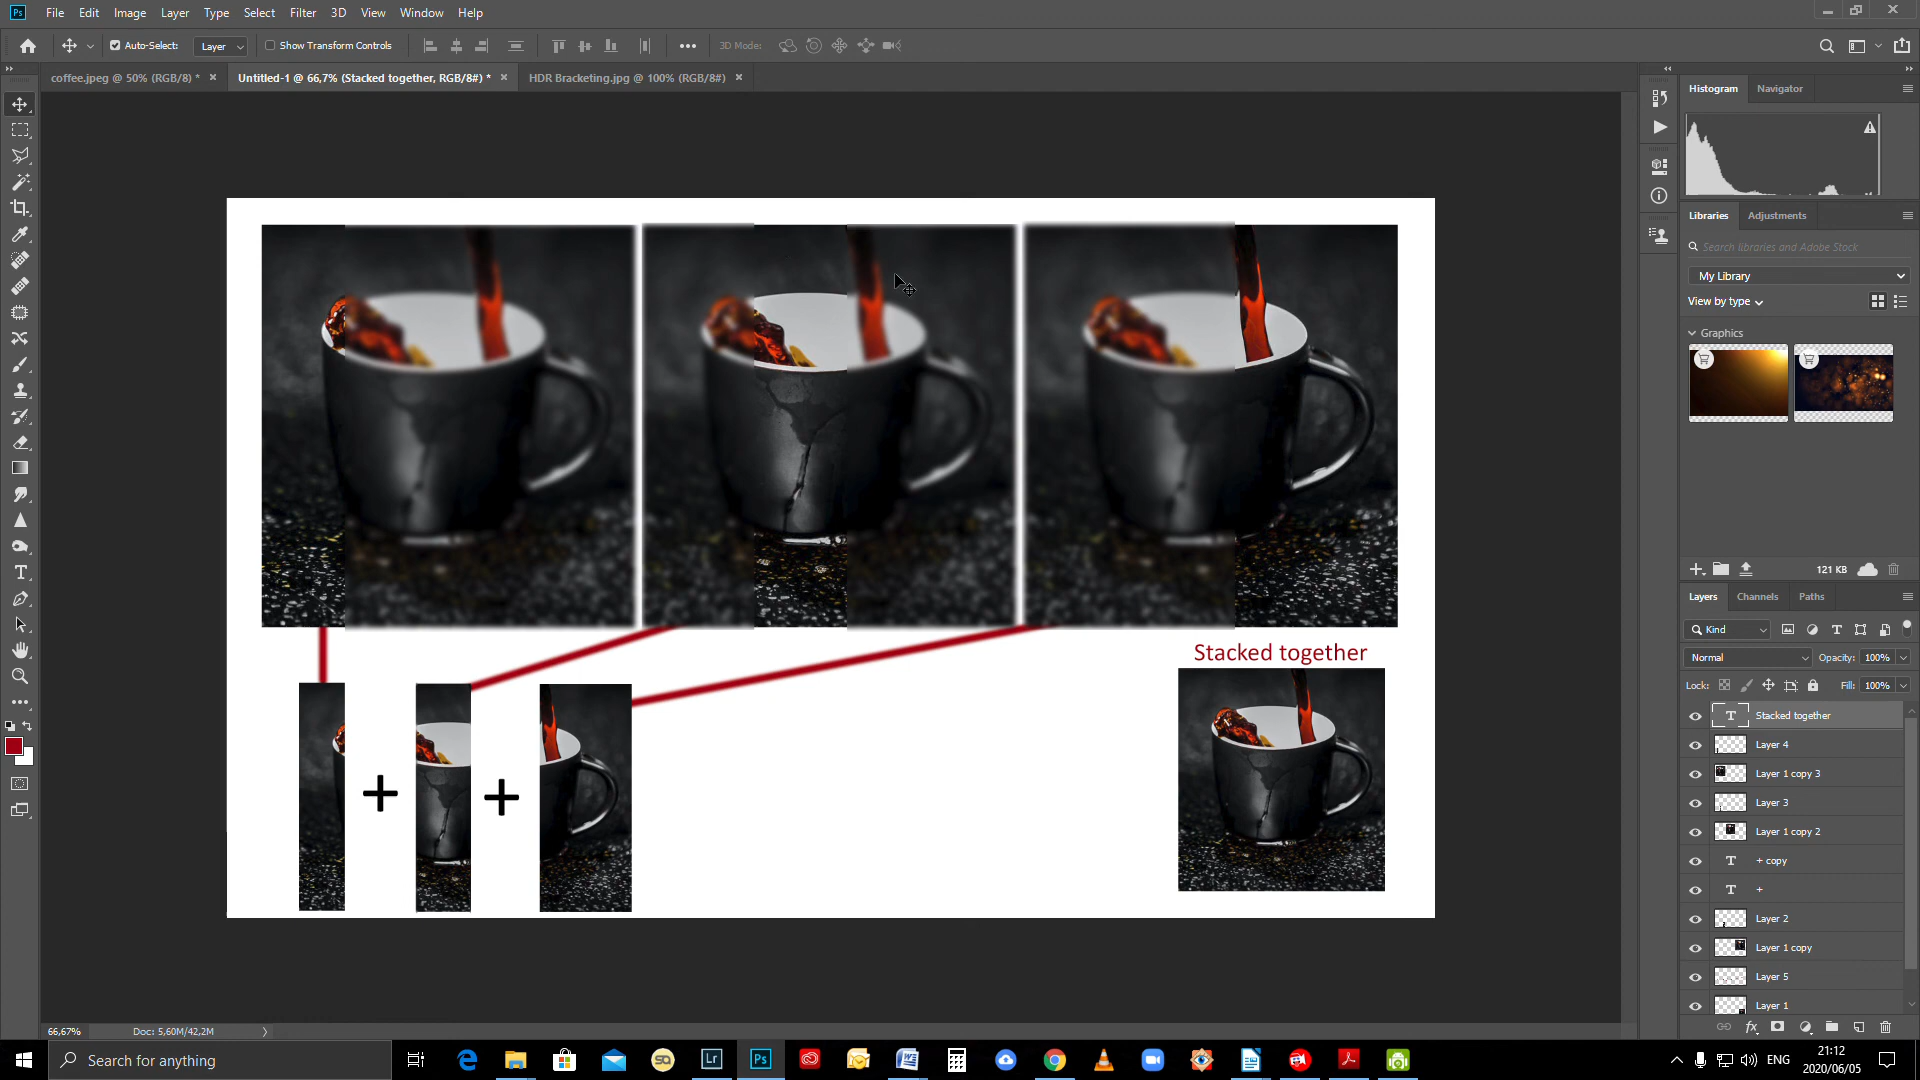 Ps File Edit Image Layer Type Select Filter 3D View Window Help
Auto-Select: Layer Show Transform Controls 3D Mode:
coffee.jpeg @ 50% (RGB/8) * Untitled-1 @ 66,7% (Stacked together, RGB/8#) * HDR Bracketing.jpg @ 100% (RGB/8#)
Histogram Navigator
Libraries Adjustments
Search libraries and Adobe Stock
My Library
View by type
Graphics
121 KB
Layers Channels Paths
Kind
Normal Opacity: 100%
Lock: Fill: 100%
Stacked together
Layer 4
Layer 1 copy 3
Layer 3
Layer 1 copy 2
+ copy
+
Layer 2
Layer 1 copy
Layer 5
Layer 1
Stacked together
+ +
66,67% Doc: 5,60M/42,2M
Search for anything
Lr Ps
ENG
21:12
2020/06/05